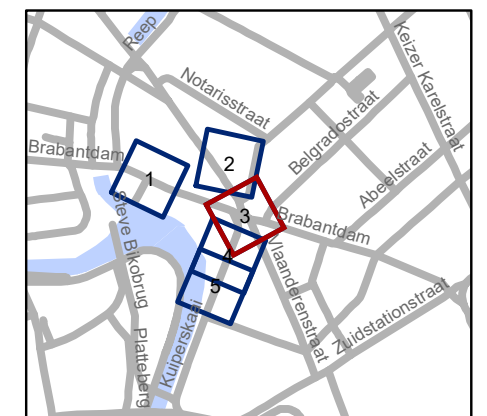 Reep
Keizer Karelstraat
Notarisstraat
Belgradostraat
Brabantdam
Abeelstraat
1
2
3
Brabantdam
Steve Bikobrug
4
Vlaanderenstraat
5
Kuiperskaai
Zuidstationstraat
Platteberg